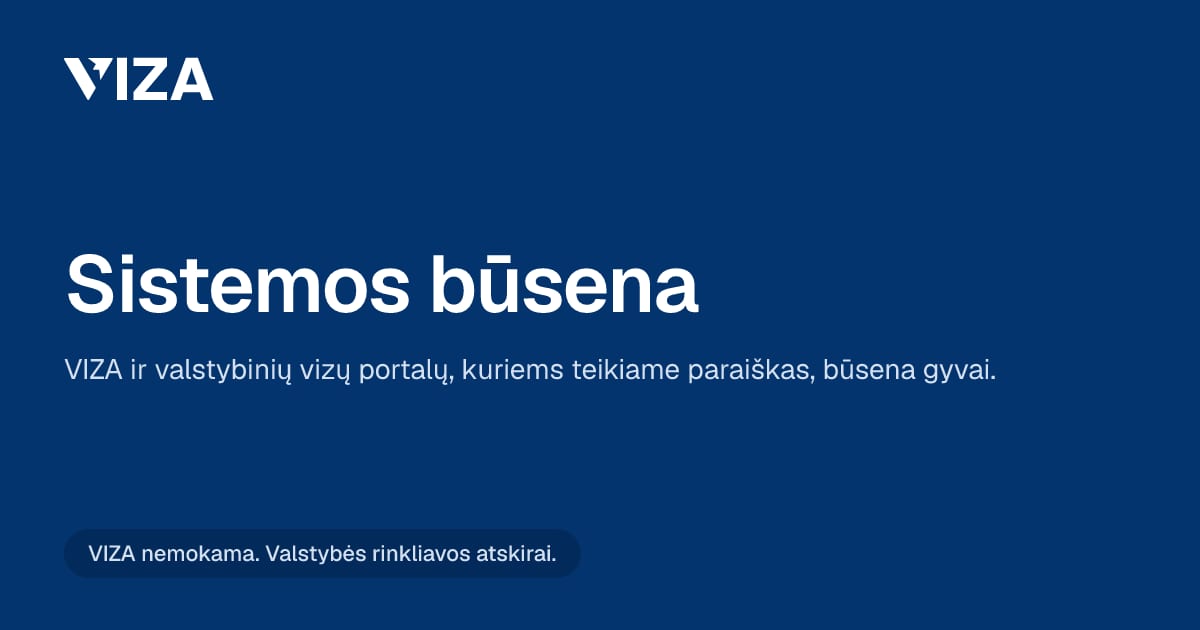 VIZA
Sistemos būsena
VIZA ir valstybinių vizų portalų, kuriems teikiame paraiškas, būsena gyvai.
VIZA nemokama. Valstybės rinkliavos atskirai.